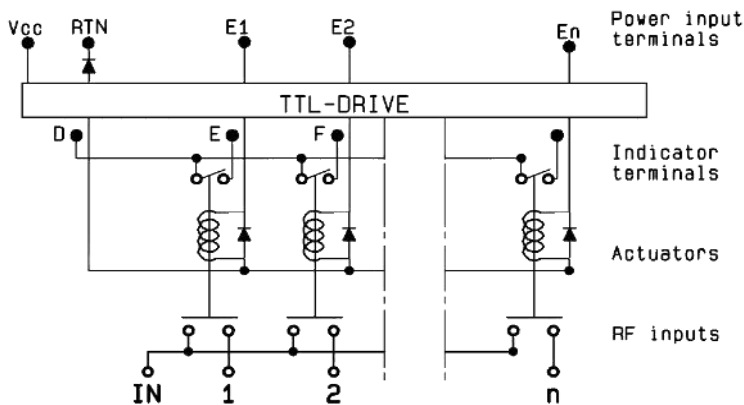 Vcc RTN E1 E2 En Power input
terminals
TTL-DRIVE
D E F Indicator
terminals
Actuators
RF inputs
IN 1 2 n